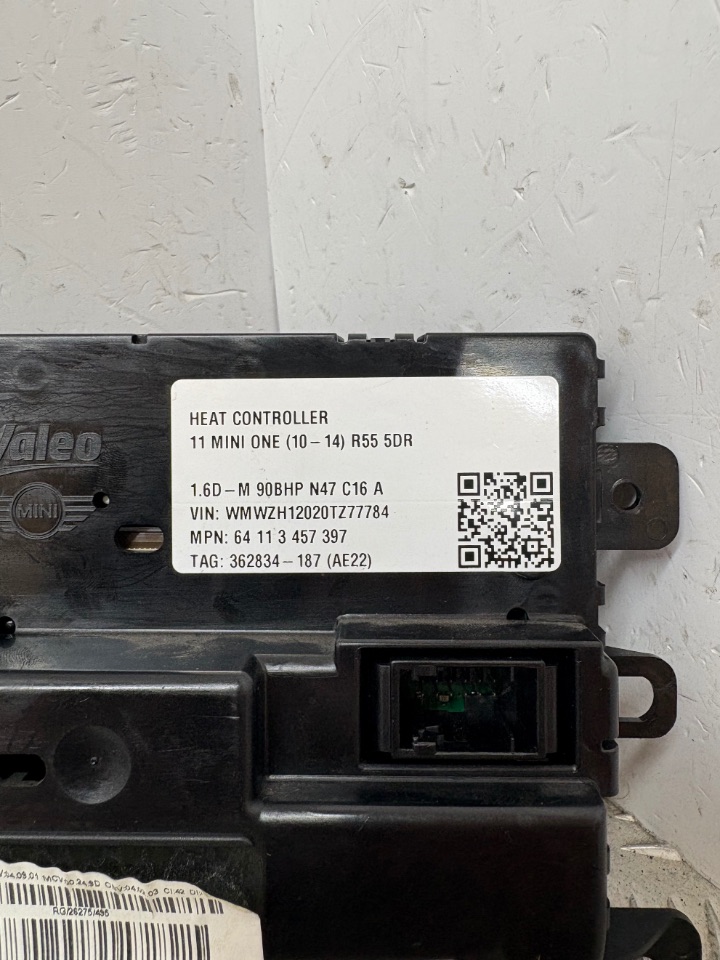 HEAT CONTROLLER
11 MINI ONE (10-14) R55 5DR
1.6D-M 90BHP N47 C16 A
VIN: WMWZH12020TZ77784
MPN: 64 11 3 457 397
TAG: 362834-187 (AE22)
Valeo
MINI
RG/26275/495